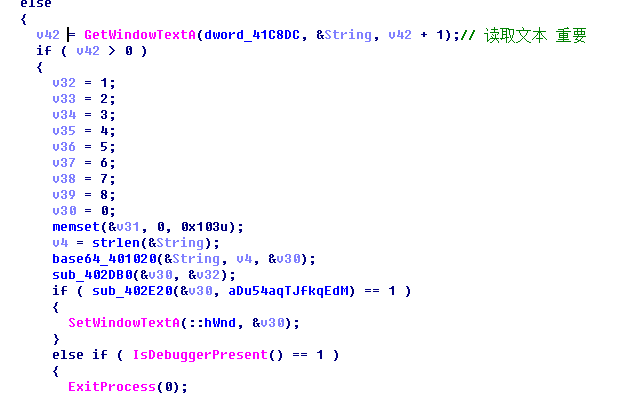 else
{
v42 = GetWindowTextA(dword_41C8DC, &String, v42 + 1);// 读取文本 重要
if ( v42 > 0 )
{
v32 = 1;
v33 = 2;
v34 = 3;
v35 = 4;
v36 = 5;
v37 = 6;
v38 = 7;
v39 = 8;
v30 = 0;
memset(&v31, 0, 0x103u);
v4 = strlen(&String);
base64_401020(&String, v4, &v30);
sub_402DB0(&v30, &v32);
if ( sub_402E20(&v30, aDu54aqTJfkqEdM) == 1 )
{
SetWindowTextA(::hWnd, &v30);
}
else if ( IsDebuggerPresent() == 1 )
{
ExitProcess(0);